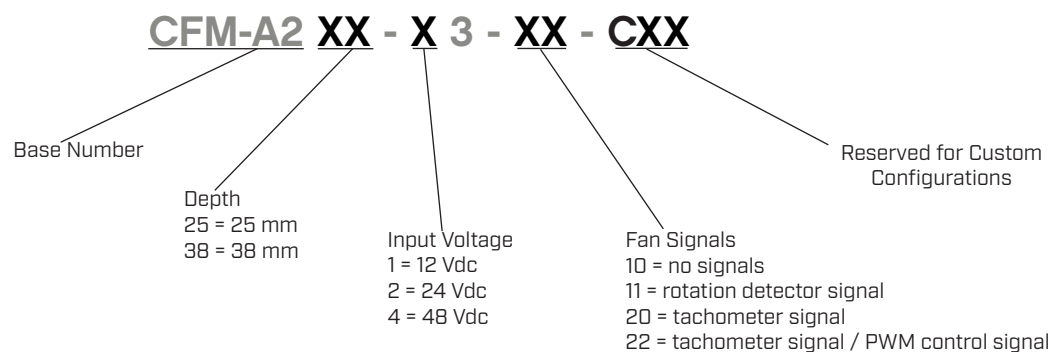 CFM-A2 XX - X 3 - XX - CXX
Base Number
Depth
25 = 25 mm
38 = 38 mm
Input Voltage
1 = 12 Vdc
2 = 24 Vdc
4 = 48 Vdc
Fan Signals
10 = no signals
11 = rotation detector signal
20 = tachometer signal
22 = tachometer signal / PWM control signal
Reserved for Custom
Configurations